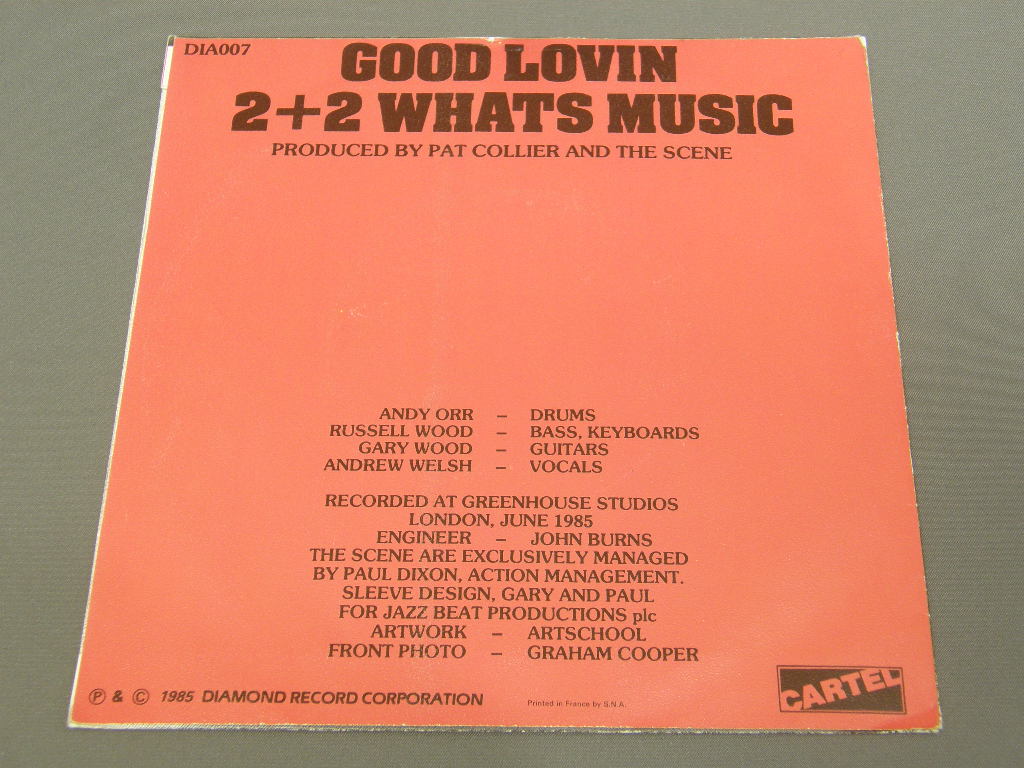 DIA007
GOOD LOVIN
2+2 WHATS MUSIC
PRODUCED BY PAT COLLIER AND THE SCENE
ANDY ORR – DRUMS
RUSSELL WOOD – BASS, KEYBOARDS
GARY WOOD – GUITARS
ANDREW WELSH – VOCALS
RECORDED AT GREENHOUSE STUDIOS
LONDON, JUNE 1985
ENGINEER – JOHN BURNS
THE SCENE ARE EXCLUSIVELY MANAGED
BY PAUL DIXON, ACTION MANAGEMENT.
SLEEVE DESIGN, GARY AND PAUL
FOR JAZZ BEAT PRODUCTIONS plc
ARTWORK – ARTSCHOOL
FRONT PHOTO – GRAHAM COOPER
Ⓟ & © 1985 DIAMOND RECORD CORPORATION
Printed in France by S.N.A.
CARTEL